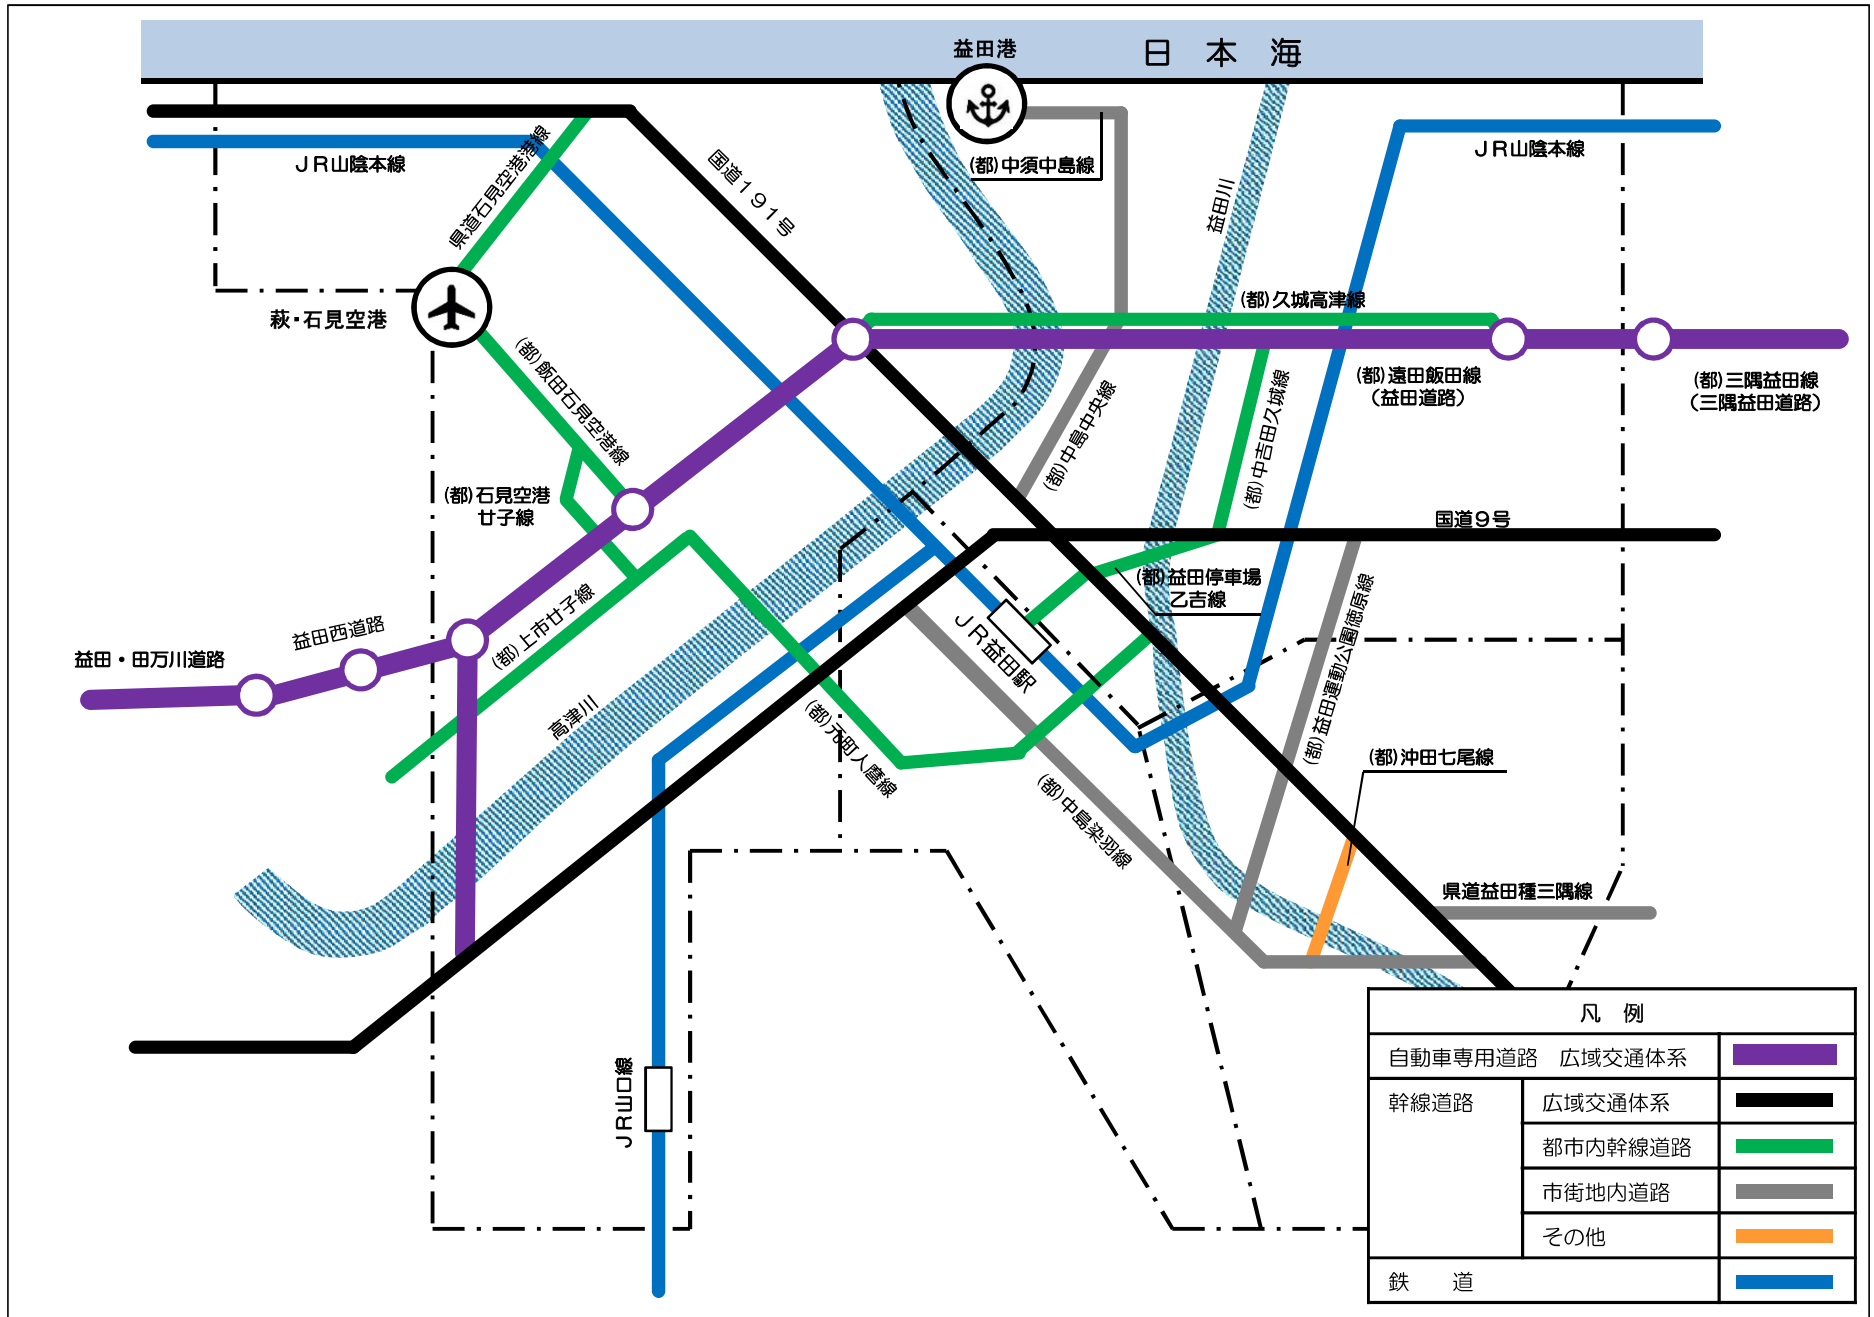 益田港
日本海
JR山陰本線
県道石見空港港線
国道191号
(都)中須中島線
益田川
JR山陰本線
萩・石見空港
(都)飯田石見空港線
(都)久城高津線
(都)遠田飯田線
(益田道路)
(都)三隅益田線
(三隅益田道路)
(都)中島中央線
(都)中吉田久城線
(都)石見空港
廿子線
国道9号
(都)益田停車場
乙吉線
益田・田万川道路
益田西道路
(都)上市廿子線
高津川
JR益田駅
(都)元町人麿線
(都)益田運動公園徳原線
(都)沖田七尾線
(都)中島染羽線
県道益田種三隅線
JR山口線
凡例
自動車専用道路 広域交通体系
幹線道路
広域交通体系
都市内幹線道路
市街地内道路
その他
鉄道